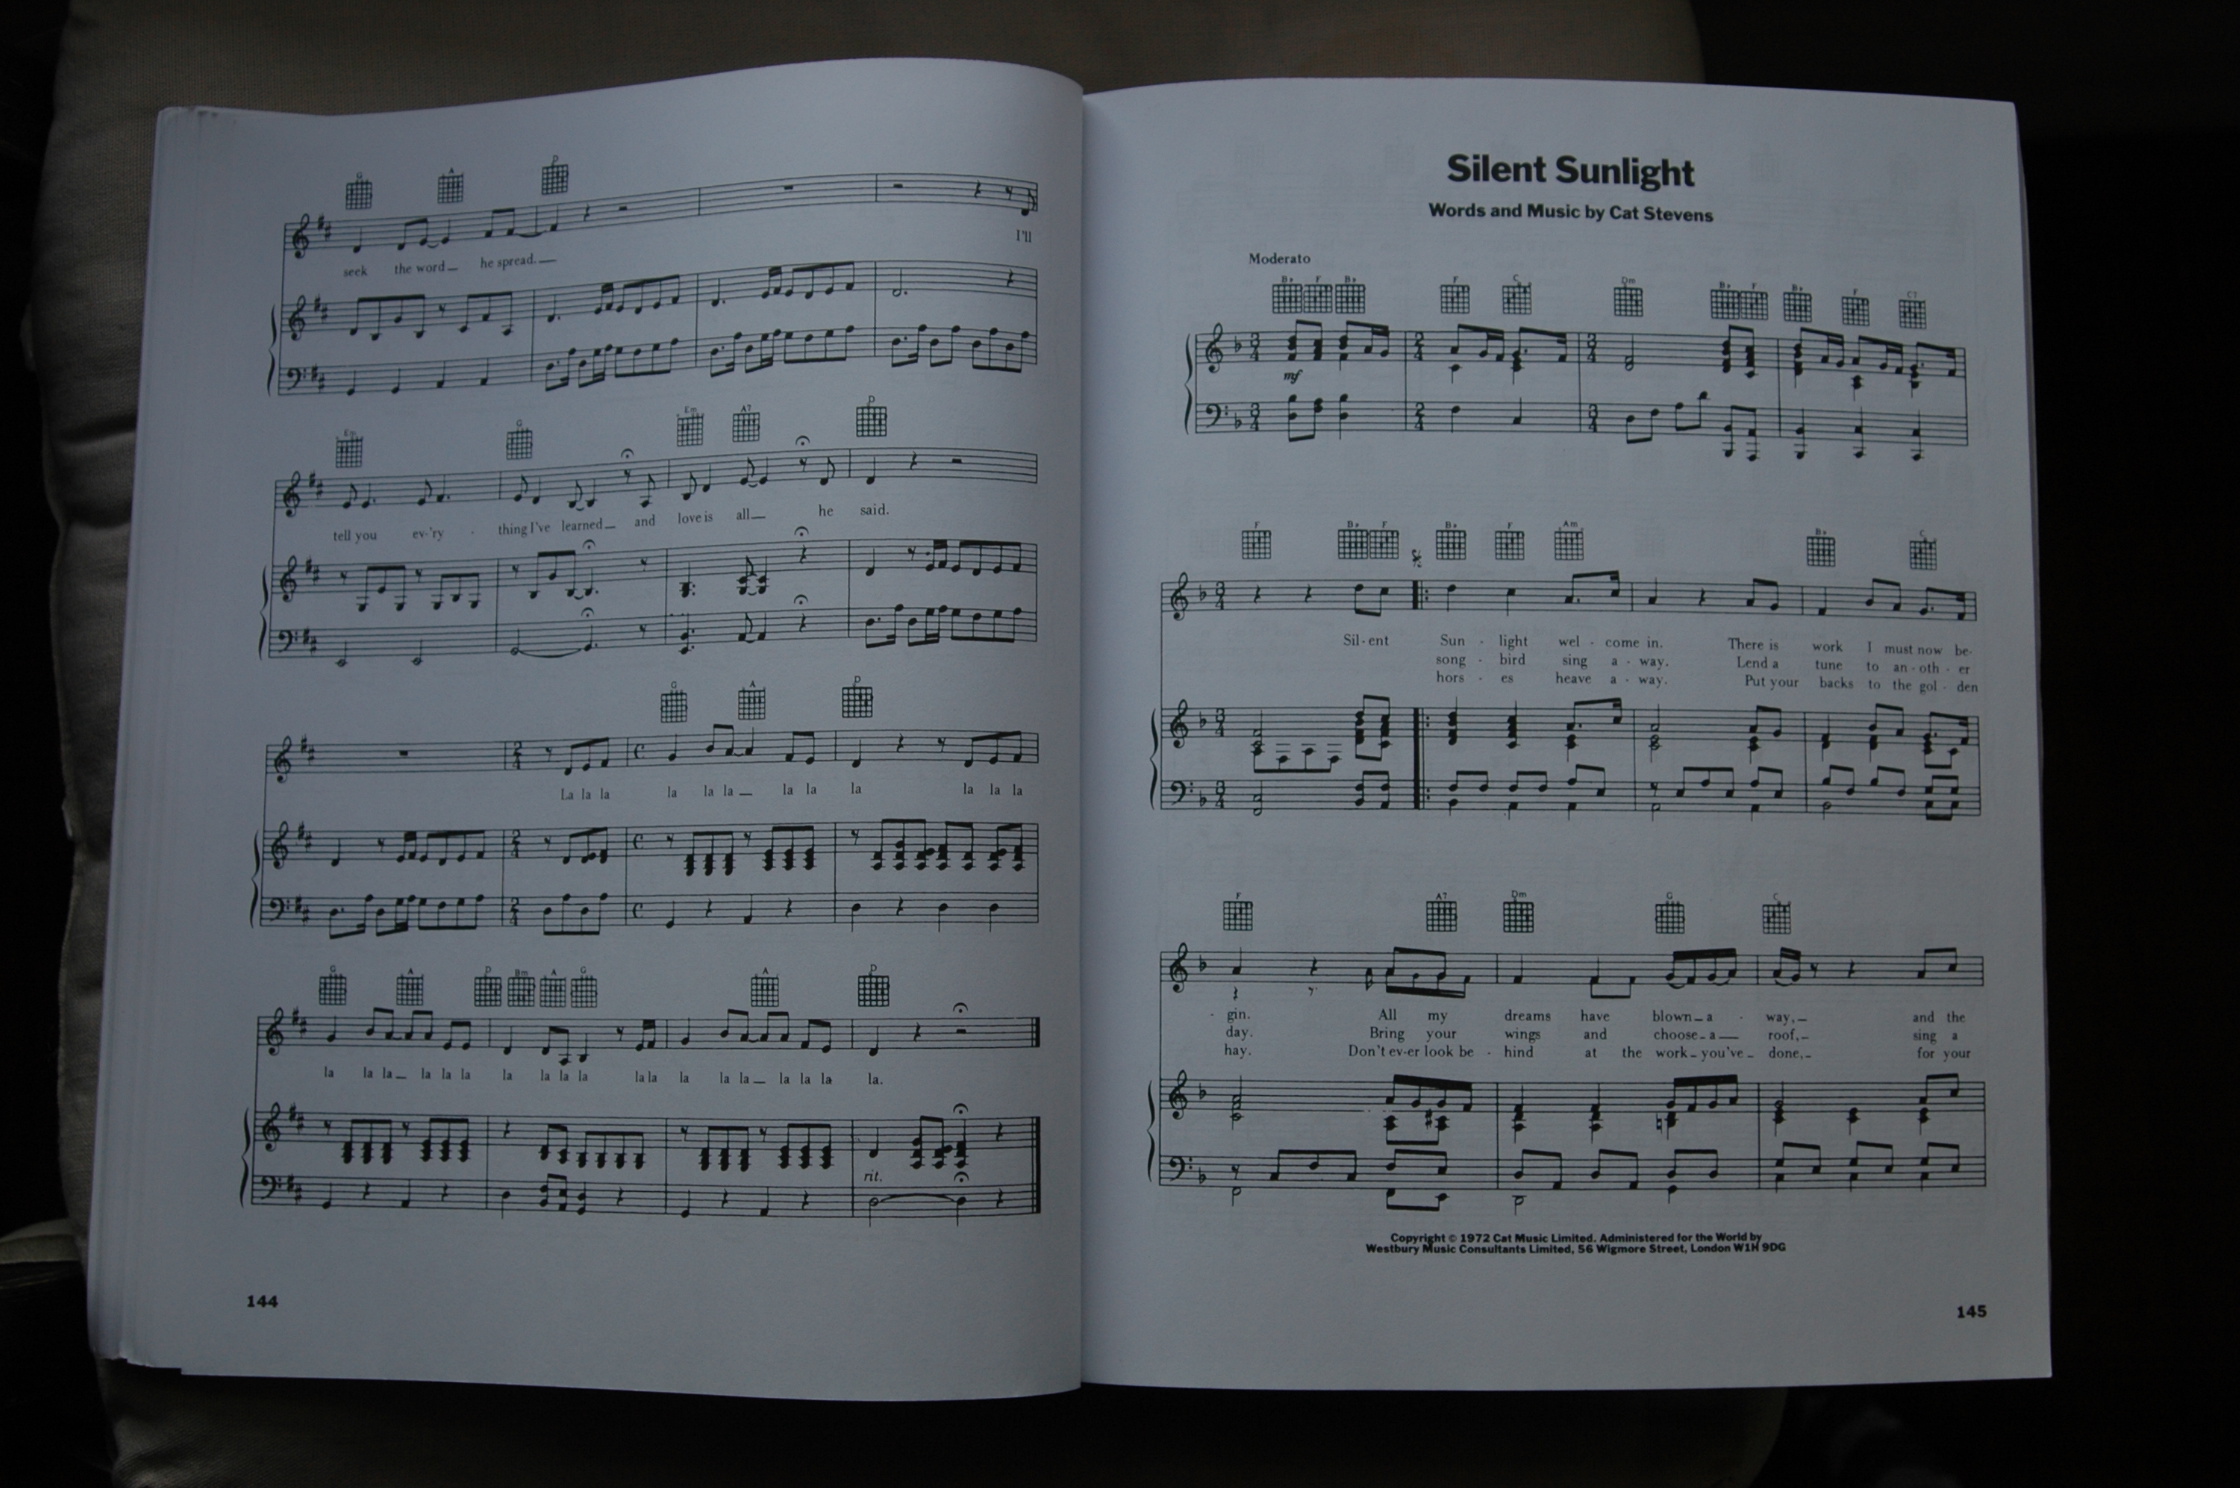 G A D
I'll
seek the word he spread.
Em G Em A7 D
tell you ev-'ry - thing I've learned and love is all he said.
G A D
La la la la la la la la la la la la
G A D Bm A G A D
la la la la la la la la la la la la la la la la la la la.
rit.
144
Silent Sunlight
Words and Music by Cat Stevens
Moderato
B♭ F B♭ F C Dm B♭ F B♭ F C7
mf
F B♭ F B♭ F Am B♭ C
Sil-ent Sun - light wel - come in. There is work I must now be-
song - bird sing a - way. Lend a tune to an - oth - er
hors - es heave a - way. Put your backs to the gol - den
F A7 Dm G C
- gin. All my dreams have blown a - way, and the
day. Bring your wings and choose a roof, sing a
hay. Don't ev-er look be - hind at the work you've done, for your
Copyright © 1972 Cat Music Limited. Administered for the World by
Westbury Music Consultants Limited, 56 Wigmore Street, London W1H 9DG
145